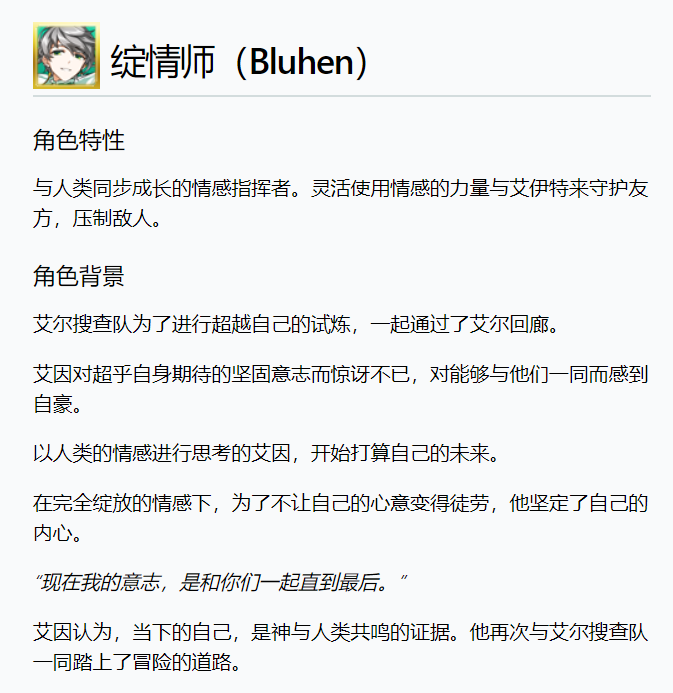 绽情师（Bluhen）
角色特性
与人类同步成长的情感指挥者。灵活使用情感的力量与艾伊特来守护友
方，压制敌人。
角色背景
艾尔搜查队为了进行超越自己的试炼，一起通过了艾尔回廊。
艾因对超乎自身期待的坚固意志而惊讶不已，对能够与他们一同而感到
自豪。
以人类的情感进行思考的艾因，开始打算自己的未来。
在完全绽放的情感下，为了不让自己的心意变得徒劳，他坚定了自己的
内心。
“现在我的意志，是和你们一起直到最后。”
艾因认为，当下的自己，是神与人类共鸣的证据。他再次与艾尔搜查队
一同踏上了冒险的道路。